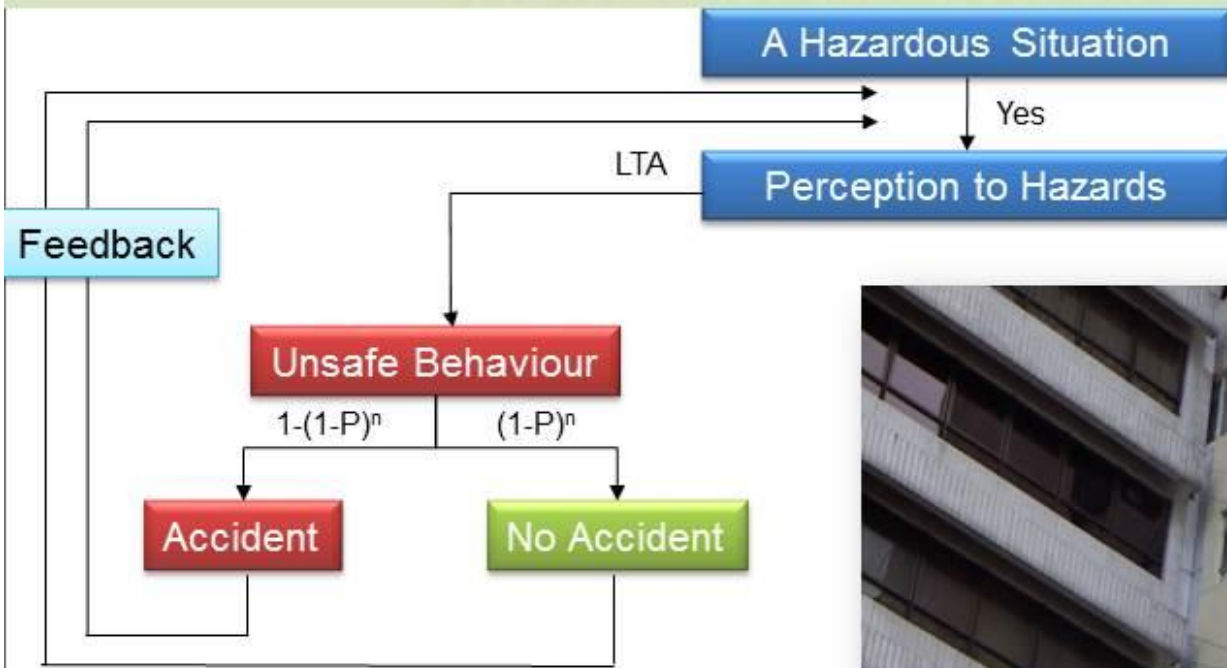 A Hazardous Situation
Yes
LTA
Perception to Hazards
Feedback
Unsafe Behaviour
1-(1-P)ⁿ (1-P)ⁿ
Accident No Accident